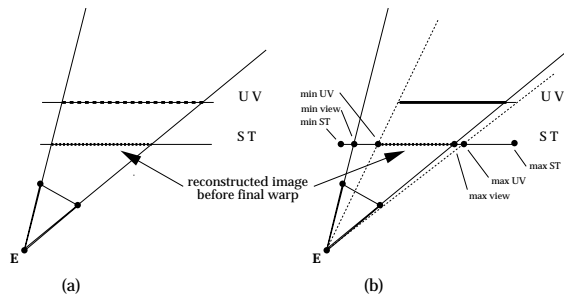 U V
S T
reconstructed image
before final warp
E
(a)
min UV
min view
min ST
U V
S T
max ST
max UV
max view
E
(b)